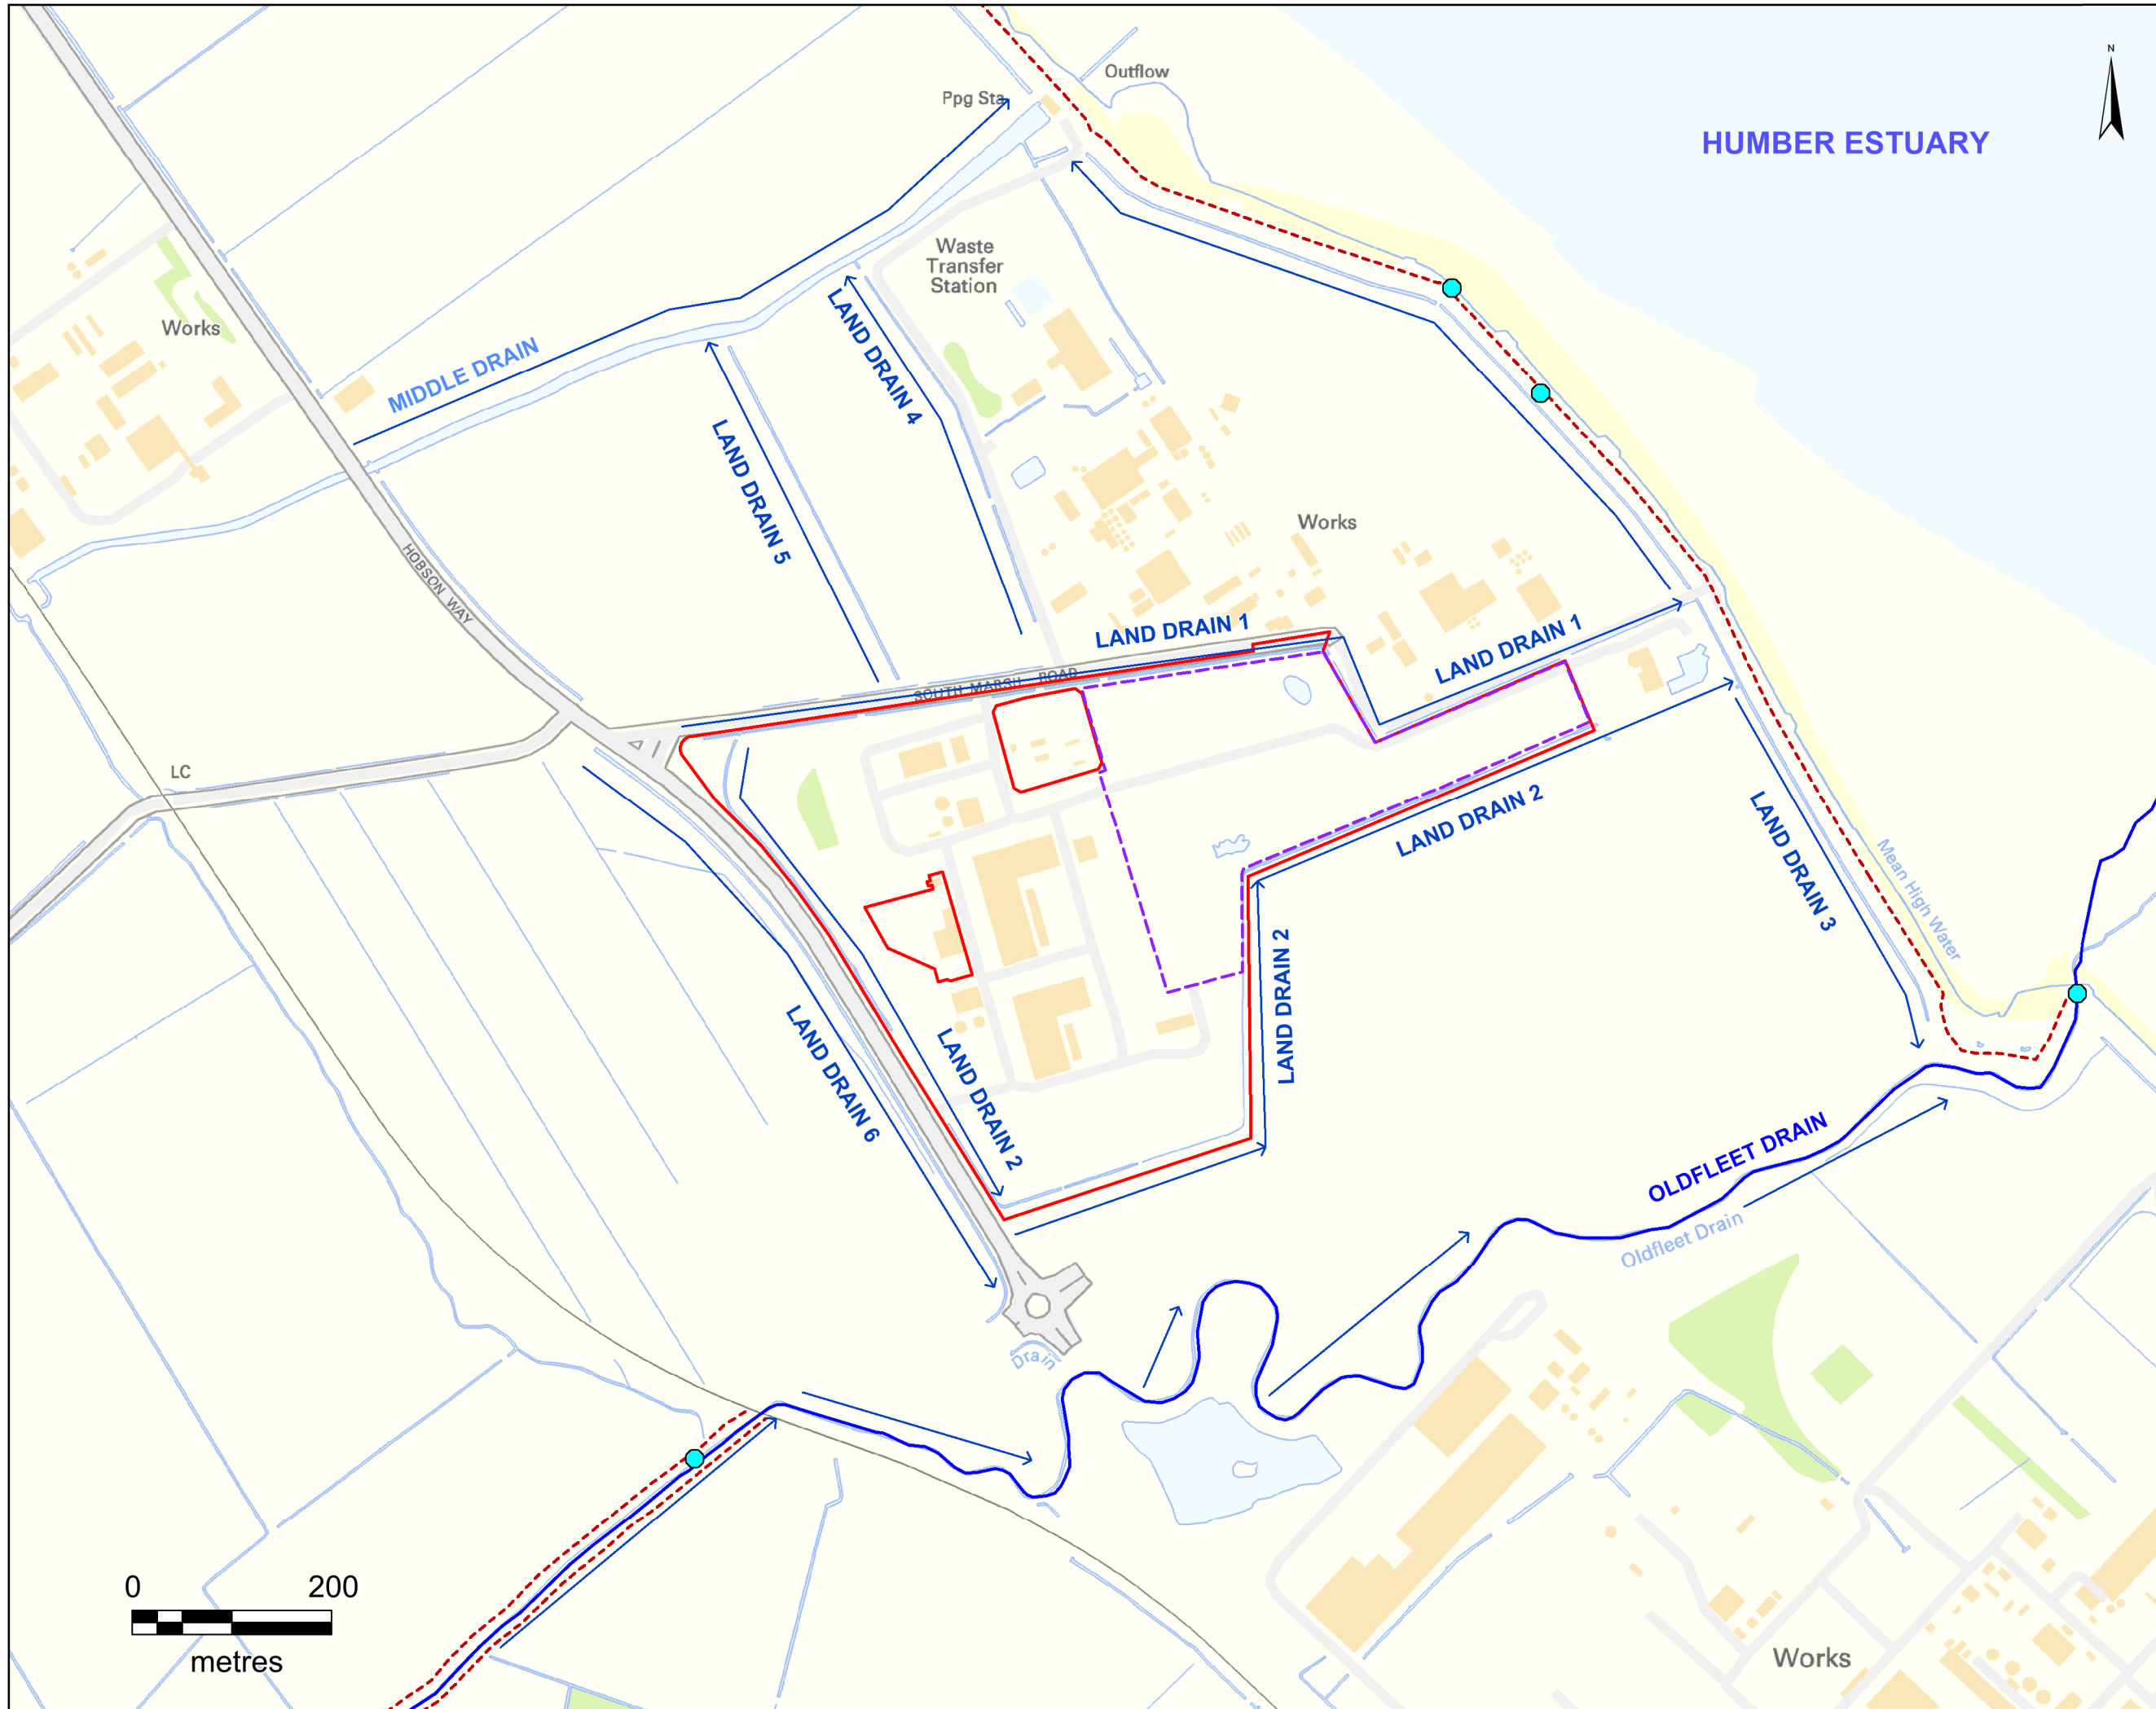 N
Outflow
Ppg Sta
HUMBER ESTUARY
Waste
Transfer
Station
Works
MIDDLE DRAIN
LAND DRAIN 4
LAND DRAIN 5
Works
HOBSON WAY
LAND DRAIN 1
LAND DRAIN 1
SOUTH MARSH ROAD
LC
LAND DRAIN 2
LAND DRAIN 3
Mean High Water
LAND DRAIN 2
LAND DRAIN 6
LAND DRAIN 2
OLDFLEET DRAIN
Oldfleet Drain
Drain
0 200
metres
Works